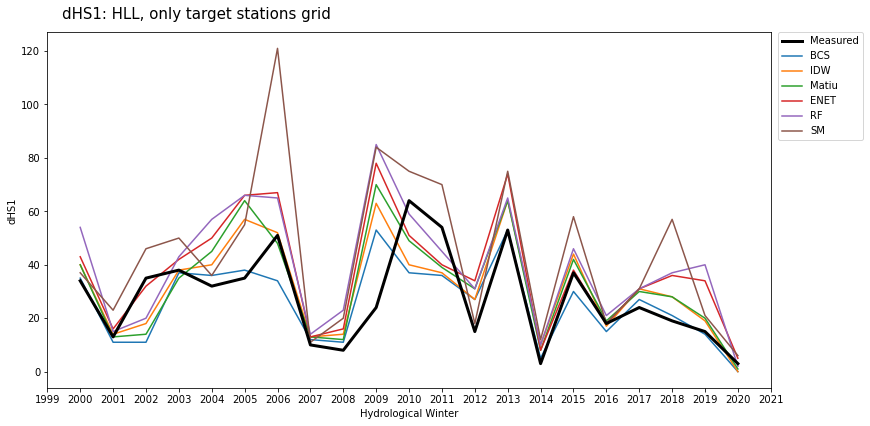 dHS1: HLL, only target stations grid
Measured
BCS
IDW
Matiu
ENET
RF
SM
120
100
80
60
40
20
0
dHS1
1999 2000 2001 2002 2003 2004 2005 2006 2007 2008 2009 2010 2011 2012 2013 2014 2015 2016 2017 2018 2019 2020 2021
Hydrological Winter